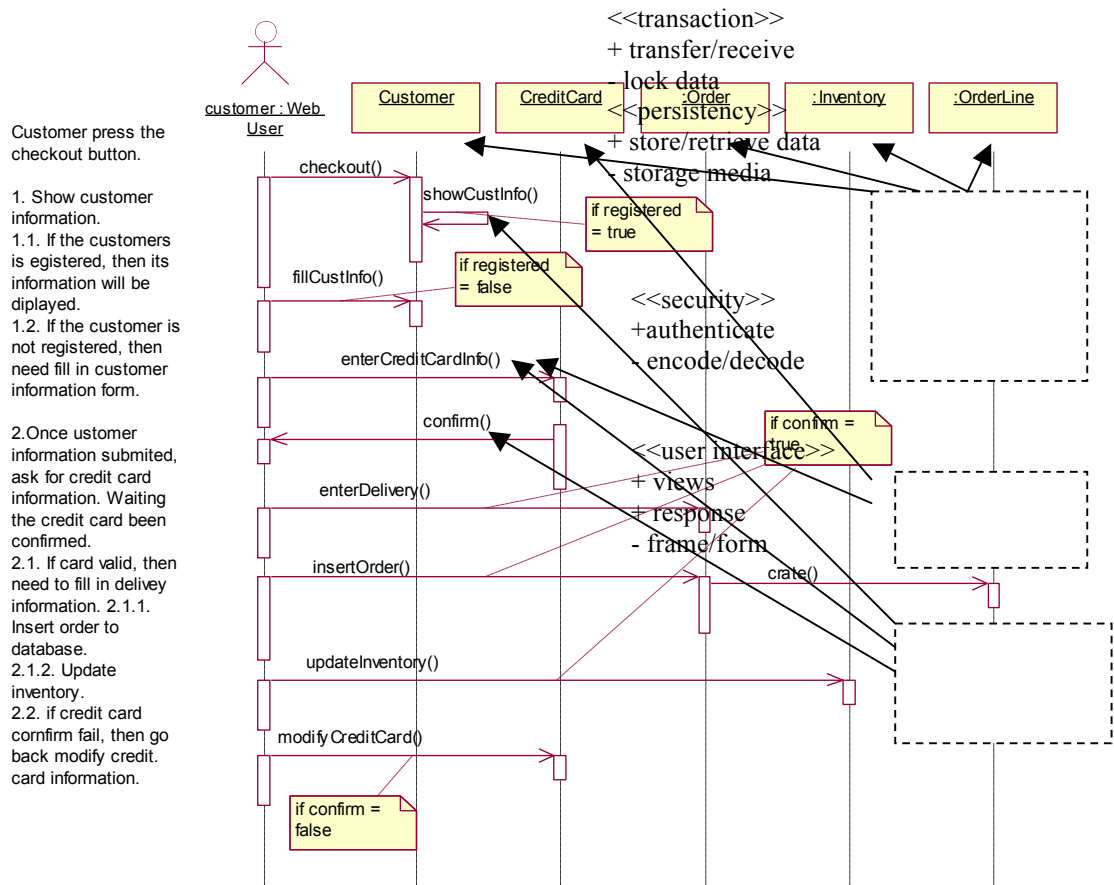 <<transaction>>
+ transfer/receive
- lock data
<<persistency>>
+ store/retrieve data
- storage media
customer : Web
User
Customer
CreditCard
:Order
:Inventory
:OrderLine
Customer press the
checkout button.
1. Show customer
information.
1.1. If the customers
is egistered, then its
information will be
diplayed.
1.2. If the customer is
not registered, then
need fill in customer
information form.
2.Once ustomer
information submited,
ask for credit card
information. Waiting
the credit card been
confirmed.
2.1. If card valid, then
need to fill in delivey
information. 2.1.1.
Insert order to
database.
2.1.2. Update
inventory.
2.2. if credit card
cornfirm fail, then go
back modify credit.
card information.
checkout()
showCustInfo()
if registered
= true
fillCustInfo()
if registered
= false
<<security>>
+authenticate
- encode/decode
enterCreditCardInfo()
confirm()
if confirm =
true
<<user interface>>
+ views
+ response
- frame/form
enterDelivery()
insertOrder()
crate()
updateInventory()
modifyCreditCard()
if confirm =
false